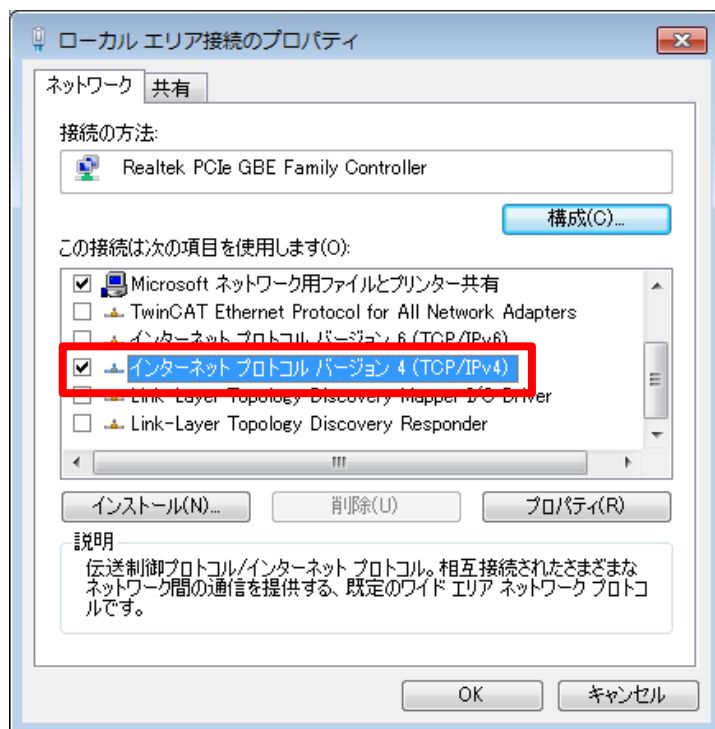 ローカル エリア接続のプロパティ
ネットワーク 共有
接続の方法:
Realtek PCIe GBE Family Controller
構成(C)...
この接続は次の項目を使用します(O):
Microsoft ネットワーク用ファイルとプリンター共有
TwinCAT Ethernet Protocol for All Network Adapters
インターネット プロトコル バージョン 6 (TCP/IPv6)
インターネット プロトコル バージョン 4 (TCP/IPv4)
Link-Layer Topology Discovery Mapper I/O Driver
Link-Layer Topology Discovery Responder
インストール(N)... 削除(U) プロパティ(R)
説明
伝送制御プロトコル/インターネット プロトコル。相互接続されたさまざまな
ネットワーク間の通信を提供する、既定のワイド エリア ネットワーク プロトコ
ルです。
OK キャンセル